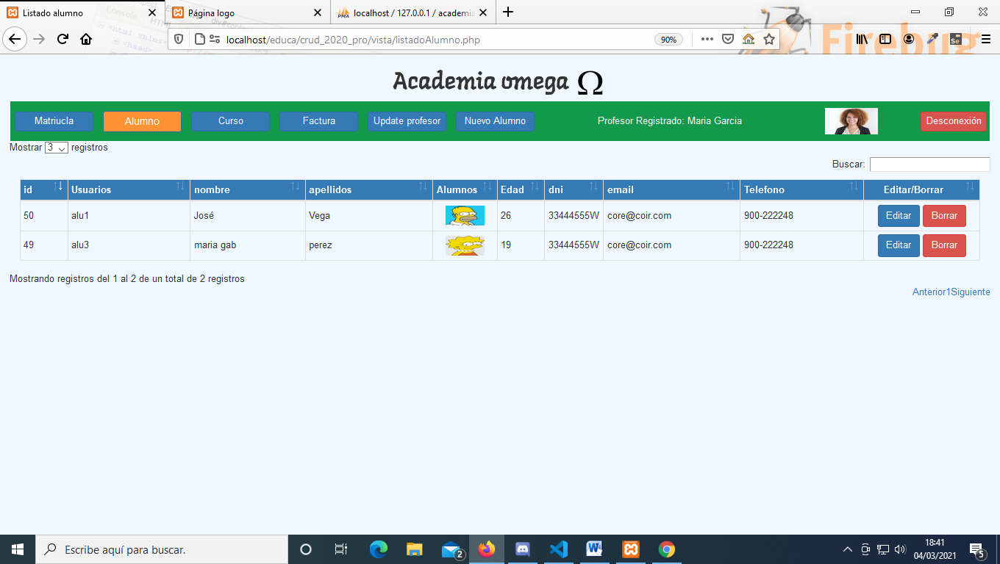 Listado alumno
Página logo
localhost / 127.0.0.1 / academia
localhost/educa/crud_2020_pro/vista/listadoAlumno.php
90%
Firebug
Academia omega Ω
Matriucla
Alumno
Curso
Factura
Update profesor
Nuevo Alumno
Profesor Registrado: Maria Garcia
Desconexión
Mostrar 3 registros
Buscar:
id Usuarios nombre apellidos Alumnos Edad dni email Telefono Editar/Borrar
50 alu1 José Vega 26 33444555W core@coir.com 900-222248 Editar Borrar
49 alu3 maria gab perez 19 33444555W core@coir.com 900-222248 Editar Borrar
Mostrando registros del 1 al 2 de un total de 2 registros
Anterior1Siguiente
Escribe aquí para buscar.
2
18:41
04/03/2021
5